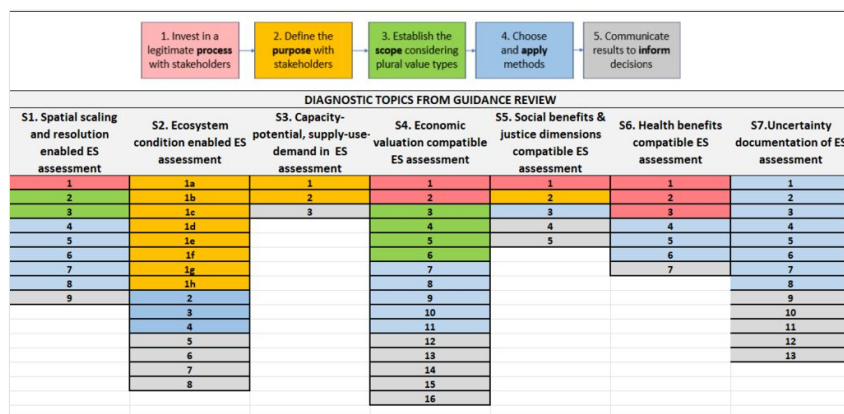 1. Invest in a
legitimate process
with stakeholders
2. Define the
purpose with
stakeholders
3. Establish the
scope considering
plural value types
4. Choose
and apply
methods
5. Communicate
results to inform
decisions
DIAGNOSTIC TOPICS FROM GUIDANCE REVIEW
S1. Spatial scaling
and resolution
enabled ES
assessment
S2. Ecosystem
condition enabled ES
assessment
S3. Capacity-
potential, supply-use-
demand in ES
assessment
S4. Economic
valuation compatible
ES assessment
S5. Social benefits &
justice dimensions
compatible ES
assessment
S6. Health benefits
compatible ES
assessment
S7.Uncertainty
documentation of ES
assessment
1 1a 1 1 1 1 1
2 1b 2 2 2 2 2
3 1c 3 3 3 3 3
4 1d 4 4 4 4
5 1e 5 5 5 5
6 1f 6 6 6
7 1g 7 7 7
8 1h 8 8
9 2 9 9
3 10 10
4 11 11
5 12 12
6 13 13
7 14
8 15
16